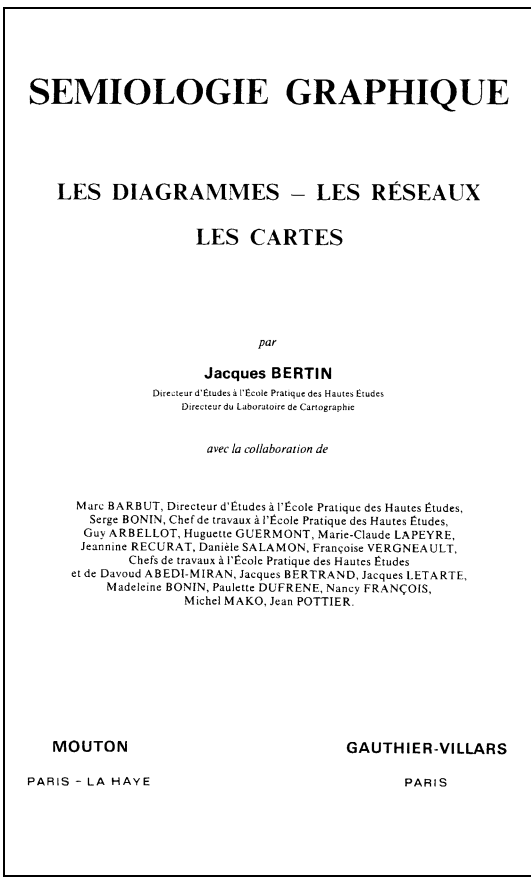 SEMIOLOGIE GRAPHIQUE
LES DIAGRAMMES – LES RÉSEAUX
LES CARTES
par
Jacques BERTIN
Directeur d'Études à l'École Pratique des Hautes Études
Directeur du Laboratoire de Cartographie
avec la collaboration de
Marc BARBUT, Directeur d'Études à l'École Pratique des Hautes Études,
Serge BONIN, Chef de travaux à l'École Pratique des Hautes Études,
Guy ARBELLOT, Huguette GUERMONT, Marie-Claude LAPEYRE,
Jeannine RECURAT, Danièle SALAMON, Françoise VERGNEAULT,
Chefs de travaux à l'École Pratique des Hautes Études
et de Davoud ABEDI-MIRAN, Jacques BERTRAND, Jacques LETARTE,
Madeleine BONIN, Paulette DUFRENE, Nancy FRANÇOIS,
Michel MAKO, Jean POTTIER.
MOUTON
PARIS – LA HAYE
GAUTHIER-VILLARS
PARIS